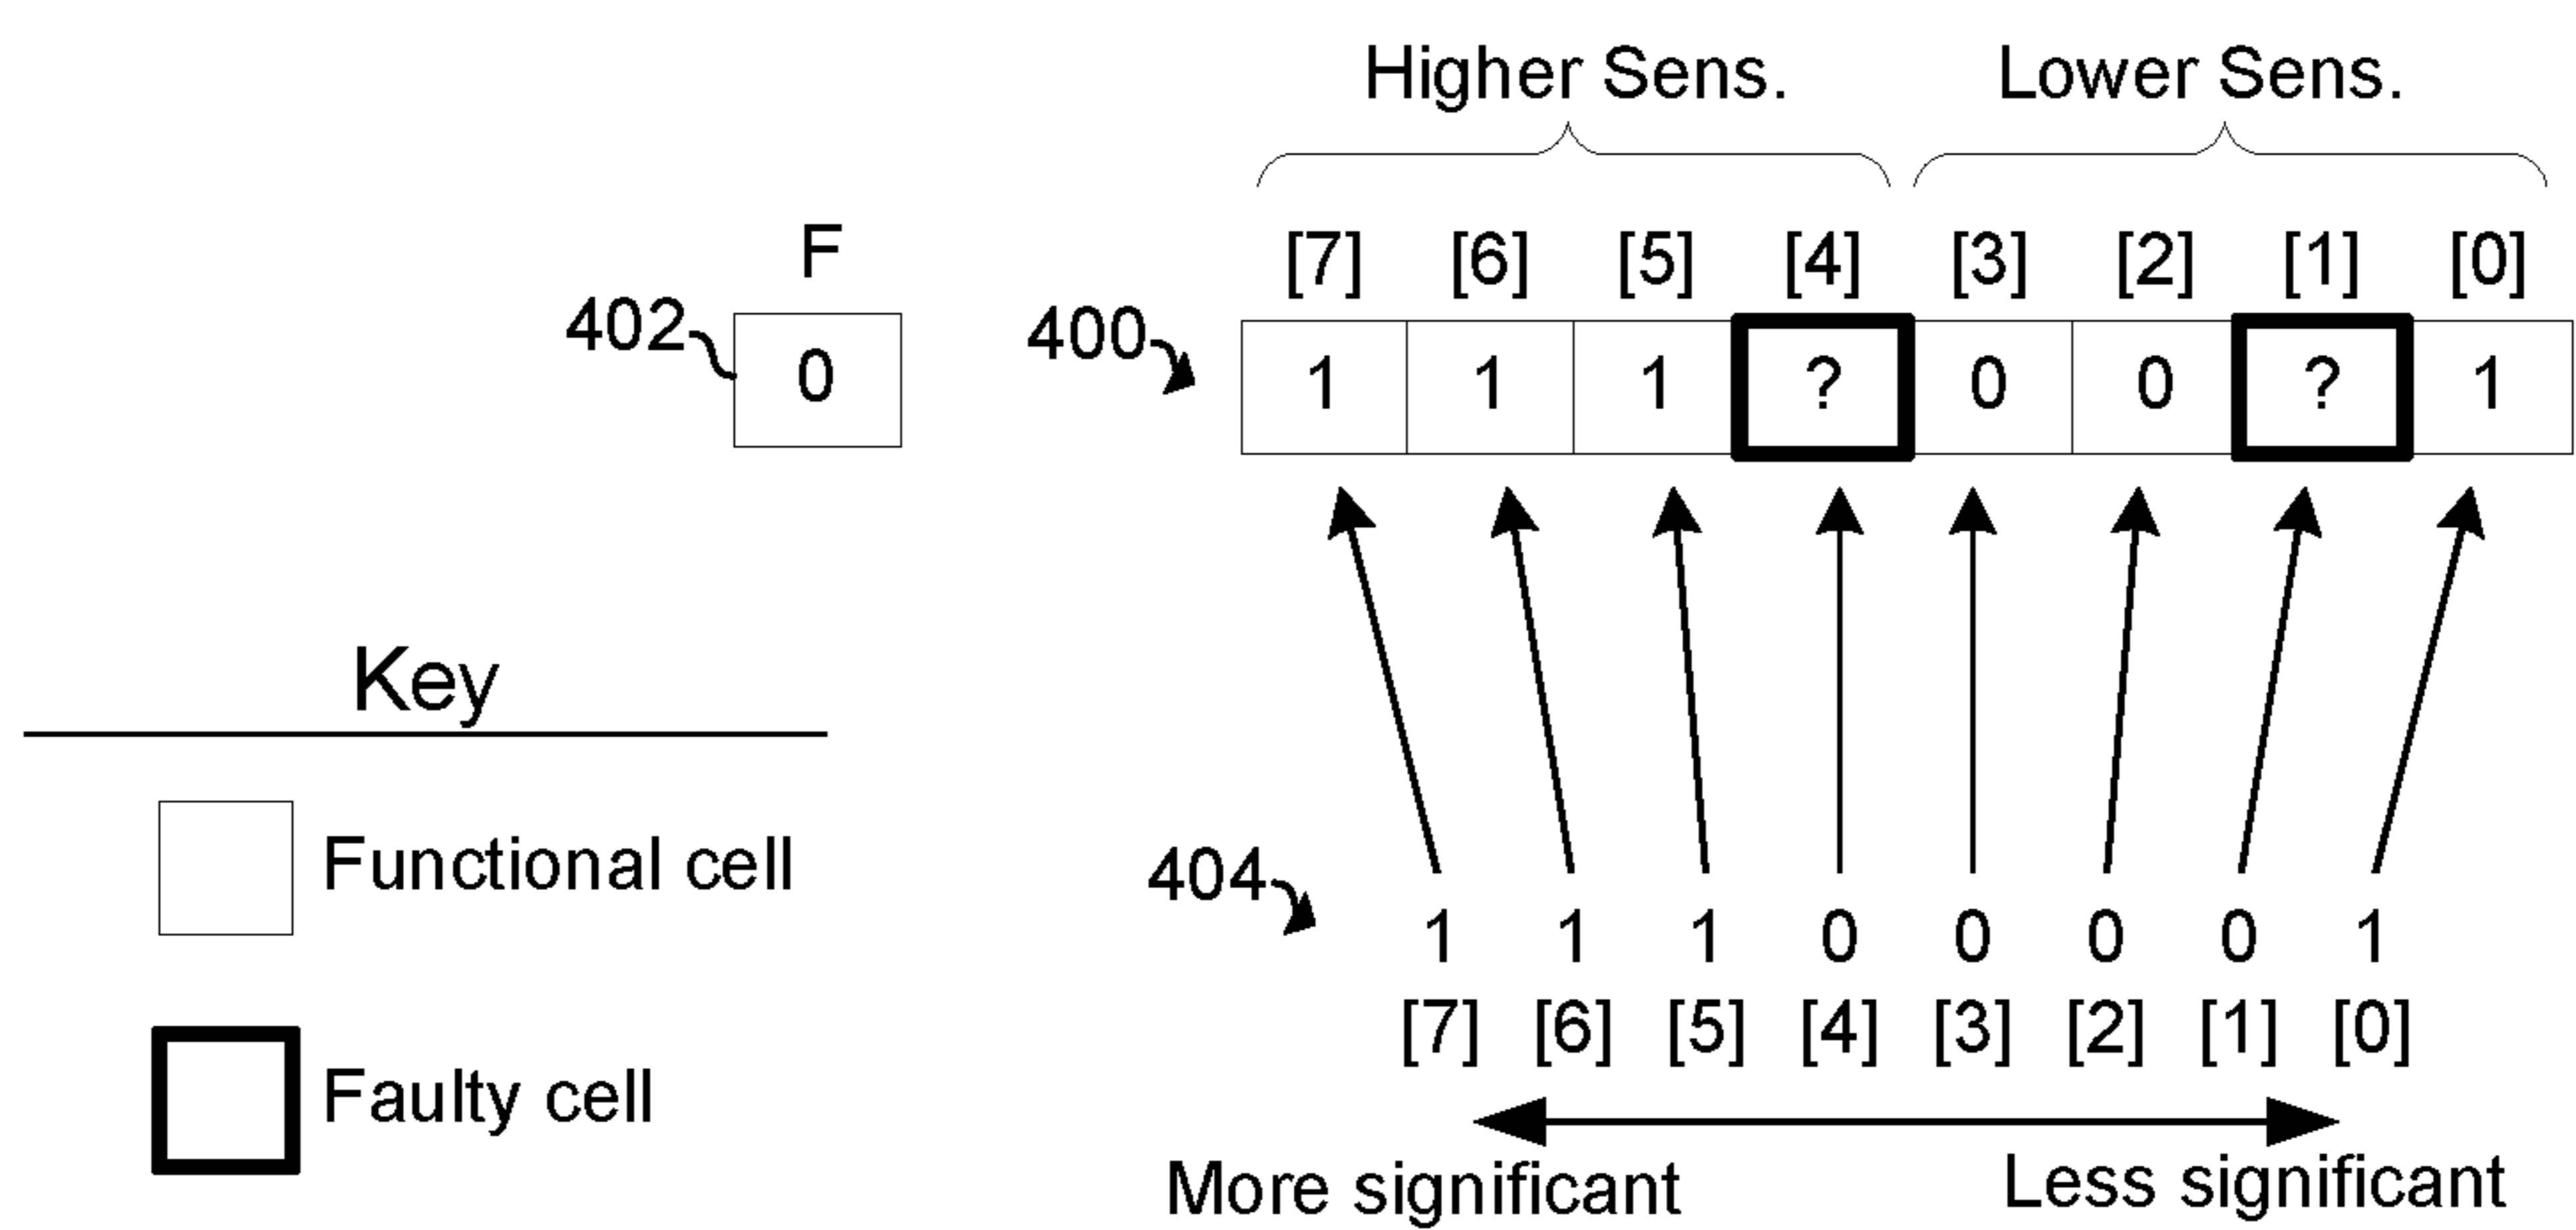 Higher Sens. Lower Sens.
F [7] [6] [5] [4] [3] [2] [1] [0]
402 0 400 1 1 1 ? 0 0 ? 1
Key
Functional cell
404 1 1 1 0 0 0 0 1
[7] [6] [5] [4] [3] [2] [1] [0]
Faulty cell
More significant Less significant